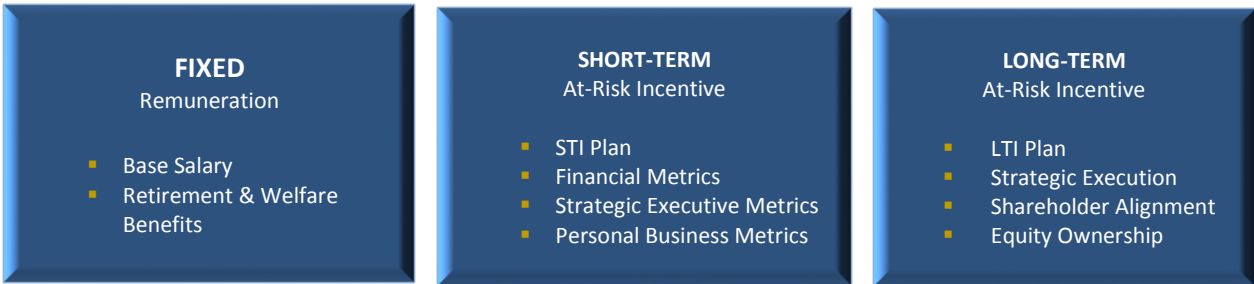 FIXED
Remuneration
Base Salary
Retirement & Welfare
Benefits
SHORT-TERM
At-Risk Incentive
STI Plan
Financial Metrics
Strategic Executive Metrics
Personal Business Metrics
LONG-TERM
At-Risk Incentive
LTI Plan
Strategic Execution
Shareholder Alignment
Equity Ownership